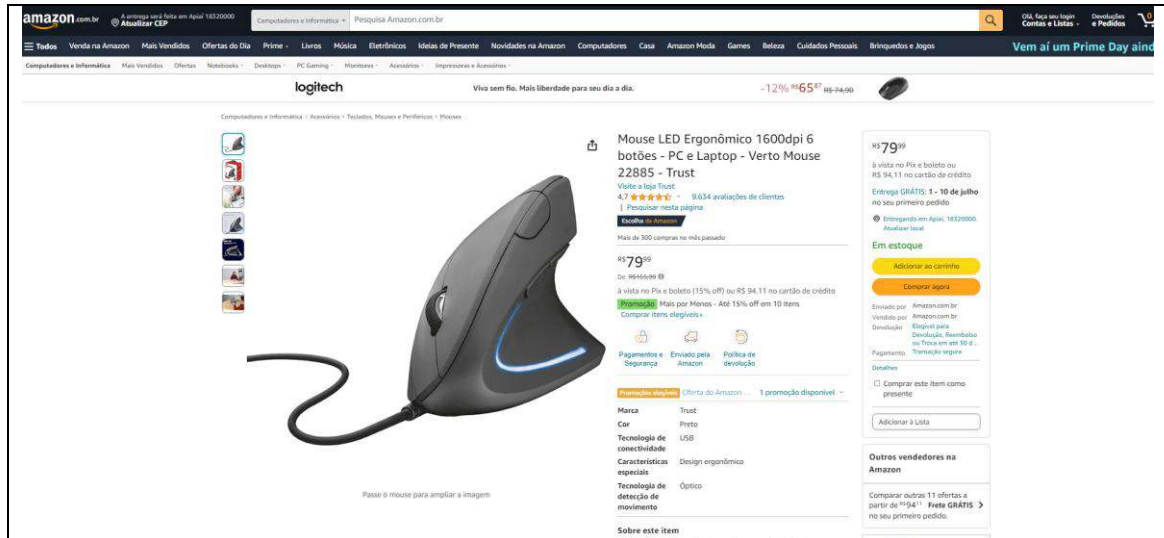 amazon.com.br
A entrega será feita em Apiaí 18320000
Atualizar CEP
Computadores e Informática
Pesquisa Amazon.com.br
Olá, faça seu login
Contas e Listas
Devoluções
e Pedidos
0
Todos Venda na Amazon Mais Vendidos Ofertas do Dia Prime Livros Música Eletrônicos Ideias de Presente Novidades na Amazon Computadores Casa Amazon Moda Games Beleza Cuidados Pessoais Brinquedos e Jogos
Vem aí um Prime Day aind
Computadores e Informática Mais Vendidos Ofertas Notebooks Desktops PC Gaming Monitores Acessórios Impressoras e Acessórios
logitech
Viva sem fio. Mais liberdade para seu dia a dia.
-12% R$6587 R$ 74,90
Computadores e Informática › Acessórios › Teclados, Mouses e Periféricos › Mouses
Mouse LED Ergonômico 1600dpi 6
botões - PC e Laptop - Verto Mouse
22885 - Trust
Visite a loja Trust
4,7 9.634 avaliações de clientes
| Pesquisar nesta página
Escolha da Amazon
Mais de 300 compras no mês passado
R$7999
De:
à vista no Pix e boleto (15% off) ou R$ 94,11 no cartão de crédito
Promoção Mais por Menos - Até 15% off em 10 itens
Comprar itens elegíveis ›
Pagamentos e
Segurança
Enviado pela
Amazon
Política de
devolução
Promoções elegíveis Oferta do Amazon ... 1 promoção disponível
Marca Trust
Cor Preto
Tecnologia de
conectividade
USB
Características
especiais
Design ergonômico
Tecnologia de
detecção de
movimento
Óptico
Sobre este item
Passe o mouse para ampliar a imagem
R$7999
à vista no Pix e boleto ou
R$ 94,11 no cartão de crédito
Entrega GRÁTIS: 1 - 10 de julho
no seu primeiro pedido
Entregando em Apiaí, 18320000.
Atualizar local
Em estoque
Adicionar ao carrinho
Comprar agora
Enviado por Amazon.com.br
Vendido por Amazon.com.br
Devolução Elegível para
Devolução, Reembolso
ou Troca em até 30 d...
Pagamento Transação segura
Detalhes
Comprar este item como
presente
Adicionar à Lista
Outros vendedores na
Amazon
Comparar outras 11 ofertas a
partir de R$9411 Frete GRÁTIS
no seu primeiro pedido.